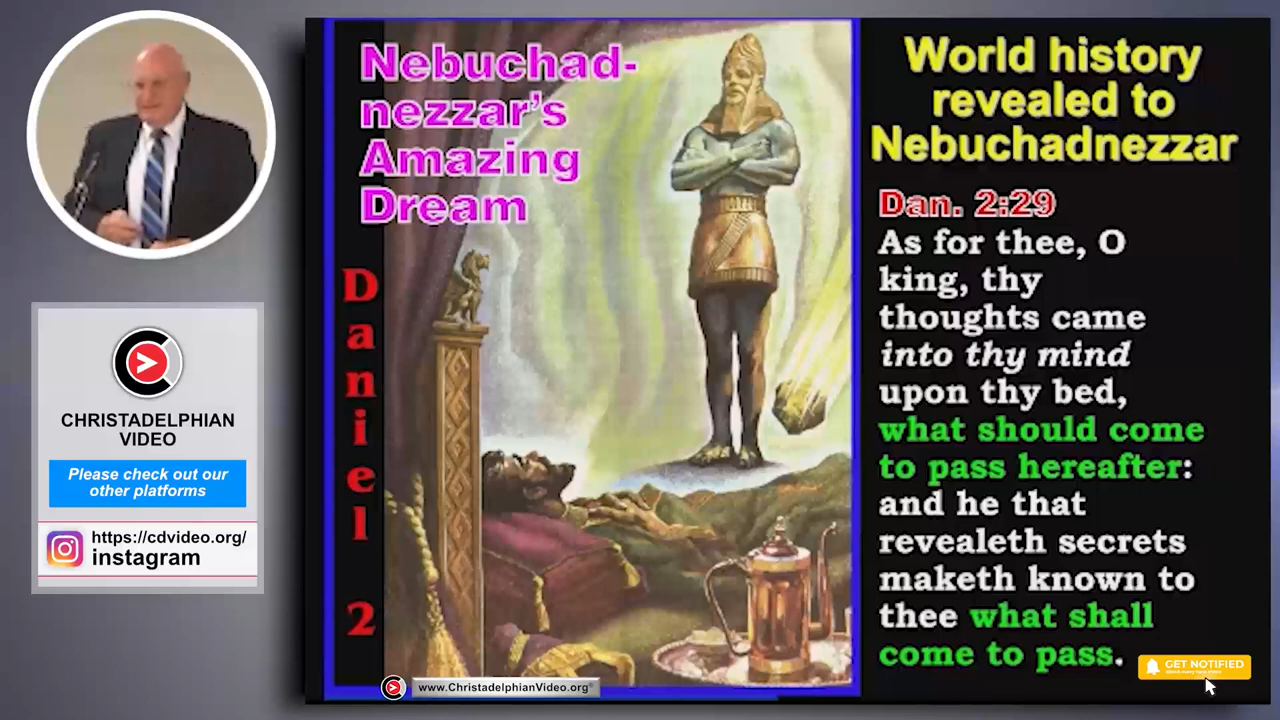 Nebuchad-
nezzar's
Amazing
Dream
Daniel 2
World history
revealed to
Nebuchadnezzar
Dan. 2:29
As for thee, O
king, thy
thoughts came
into thy mind
upon thy bed,
what should come
to pass hereafter:
and he that
revealeth secrets
maketh known to
thee what shall
come to pass.
CHRISTADELPHIAN
VIDEO
Please check out our
other platforms
https://cdvideo.org/
instagram
www.ChristadelphianVideo.org
GET NOTIFIED